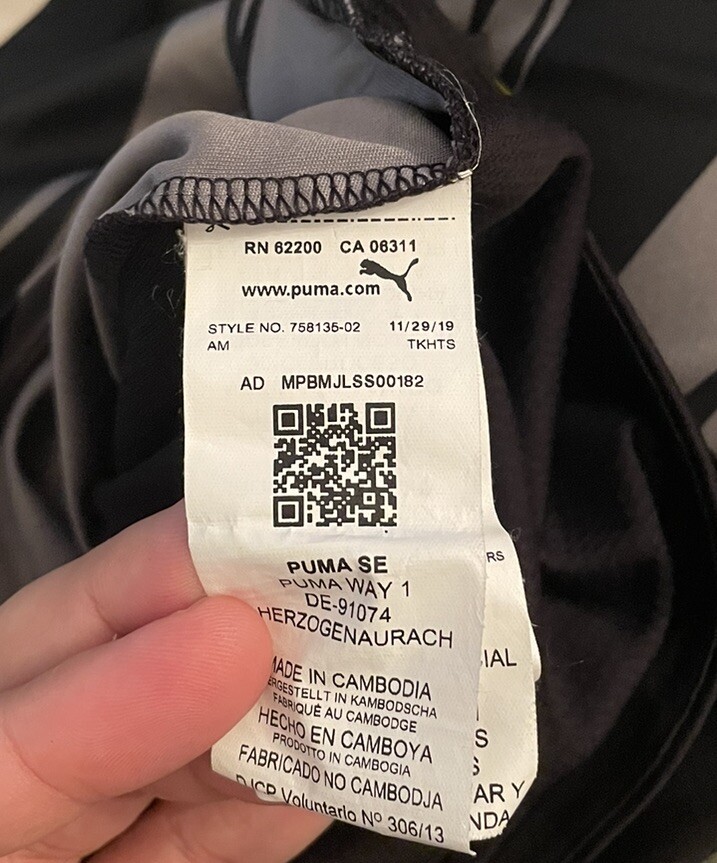 RN 62200 CA 06311
www.puma.com
STYLE NO. 758135-02 11/29/19
AM TKHTS
AD MPBMJLSS00182
PUMA SE
PUMA WAY 1
DE-91074
HERZOGENAURACH
MADE IN CAMBODIA
IN KAMBODSCHA
FABRIQUÉ AU CAMBODGE
HECHO EN CAMBOYA
PRODOTTO IN CAMBOGIA
FABRICADO NO CAMBODJA
Voluntario Nº 306/13